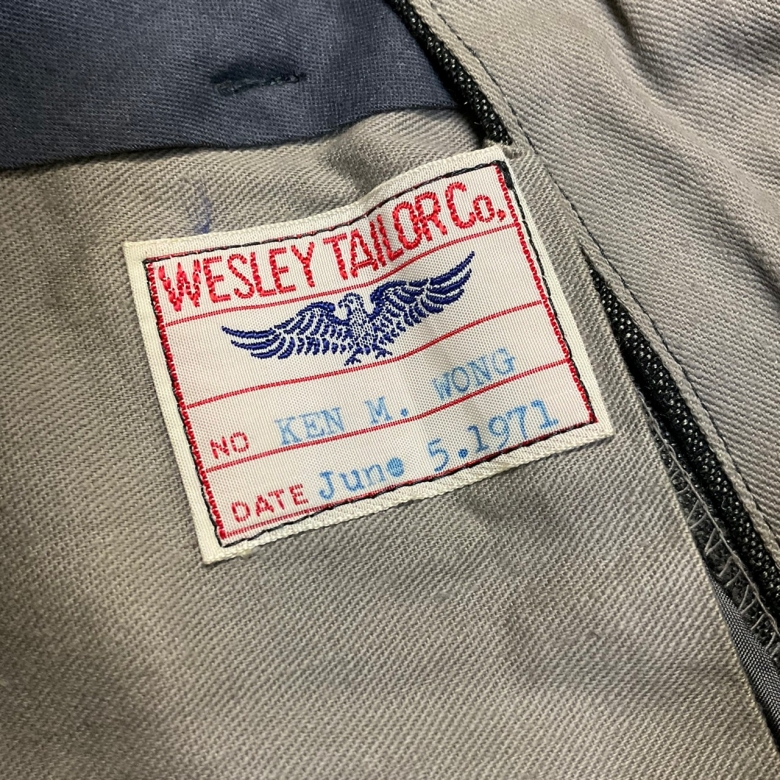 WESLEY TAILOR Co.
NO KEN M. WONG
DATE June 5.1971